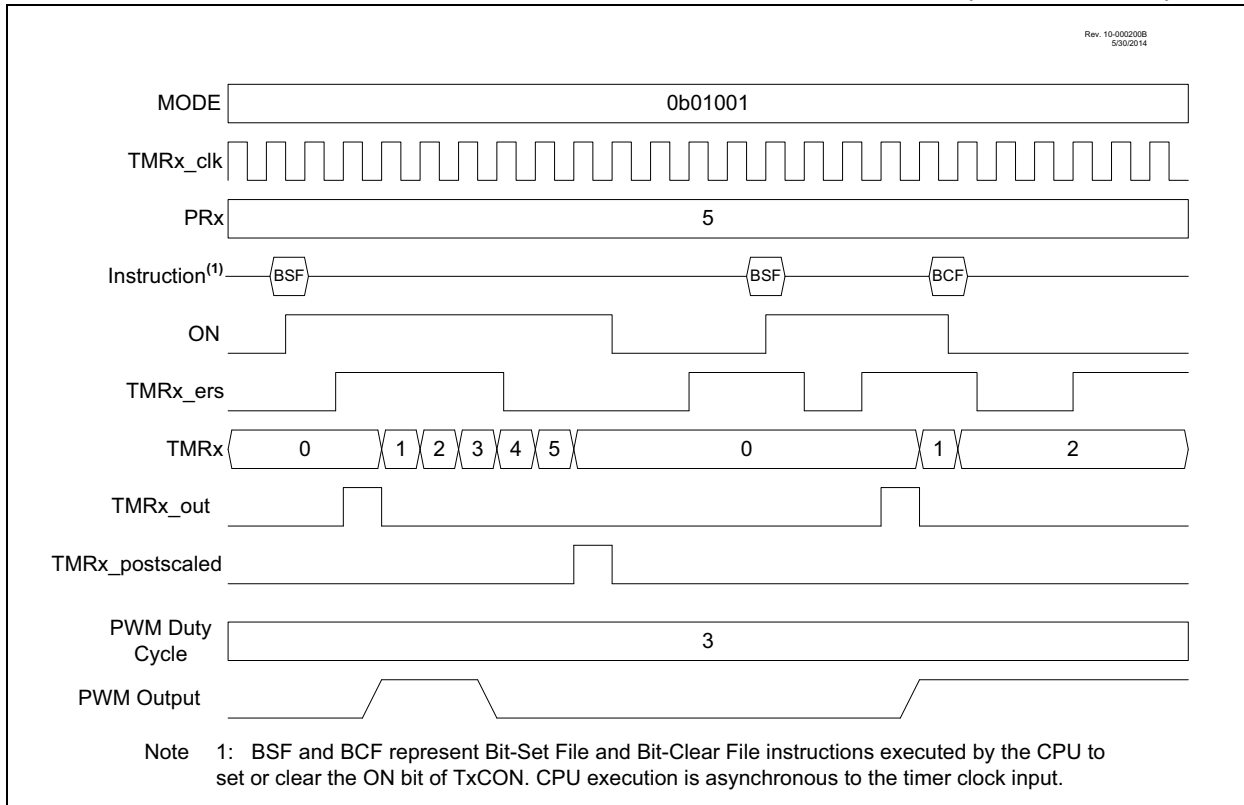 Rev. 10-000200B
5/30/2014
MODE
0b01001
TMRx_clk
PRx
5
Instruction(1)
BSF
BSF
BCF
ON
TMRx_ers
TMRx
0
1
2
3
4
5
0
1
2
TMRx_out
TMRx_postscaled
PWM Duty
Cycle
3
PWM Output
Note 1: BSF and BCF represent Bit-Set File and Bit-Clear File instructions executed by the CPU to
set or clear the ON bit of TxCON. CPU execution is asynchronous to the timer clock input.